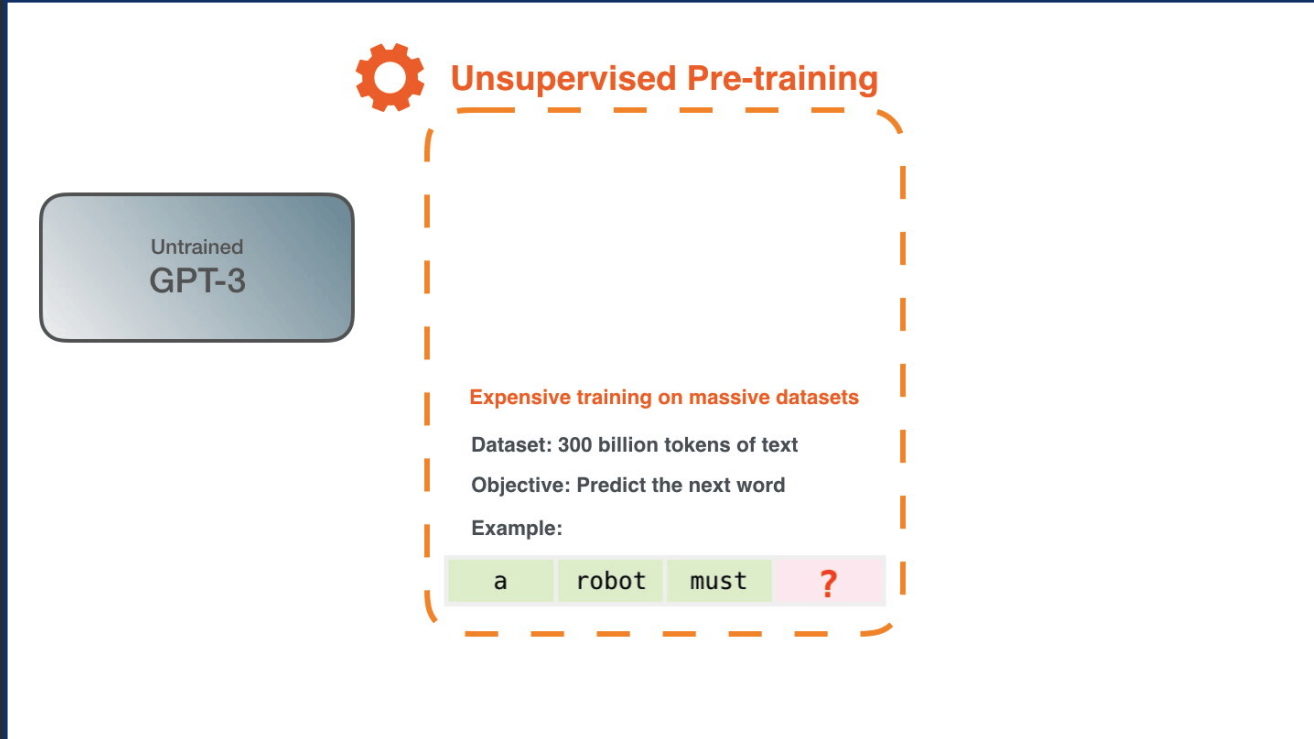 Unsupervised Pre-training
Untrained
GPT-3
Expensive training on massive datasets
Dataset: 300 billion tokens of text
Objective: Predict the next word
Example:
a robot must ?